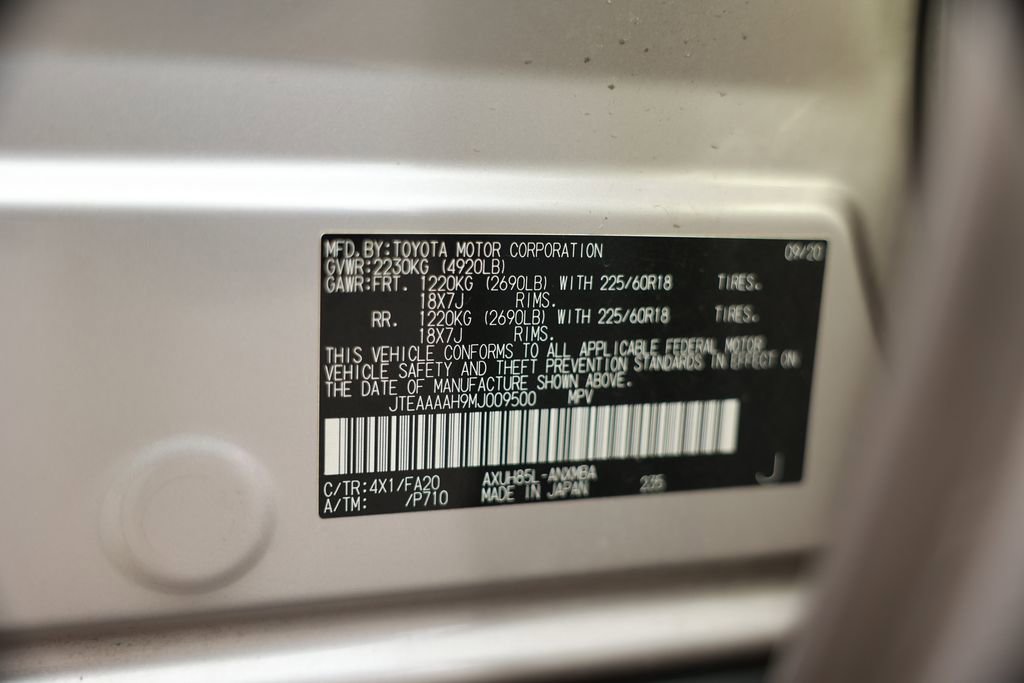 MFD.BY:TOYOTA MOTOR CORPORATION 09/20
GVWR:2230KG (4920LB)
GAWR:FRT. 1220KG (2690LB) WITH 225/60R18 TIRES.
18X7J RIMS.
RR. 1220KG (2690LB) WITH 225/60R18 TIRES.
18X7J RIMS.
THIS VEHICLE CONFORMS TO ALL APPLICABLE FEDERAL MOTOR
VEHICLE SAFETY AND THEFT PREVENTION STANDARDS IN EFFECT ON
THE DATE OF MANUFACTURE SHOWN ABOVE.
JTEAAAAH9MJ009500 MPV
C/TR:4X1/FA20 AXUH85L-ANXMBA 235 J
A/TM: /P710 MADE IN JAPAN